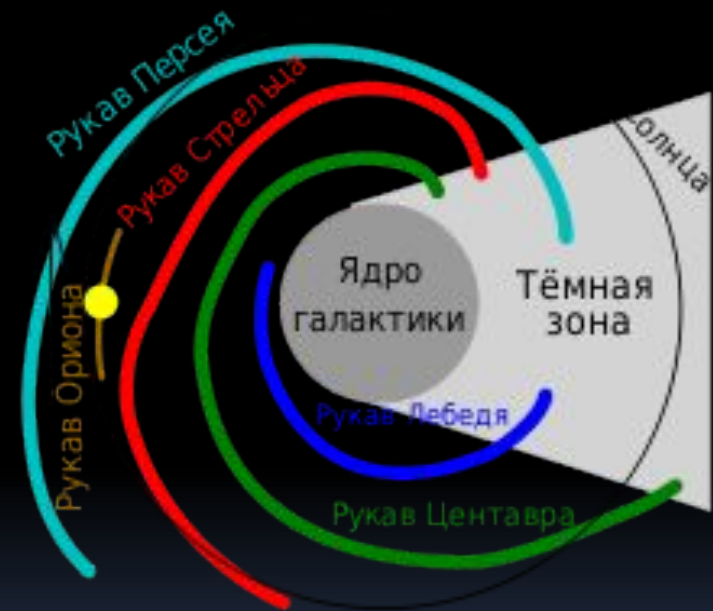 Рукав Персея
Рукав Стрельца
Рукав Ориона
Ядро
галактики
Тёмная
зона
Рукав Лебедя
Рукав Центавра